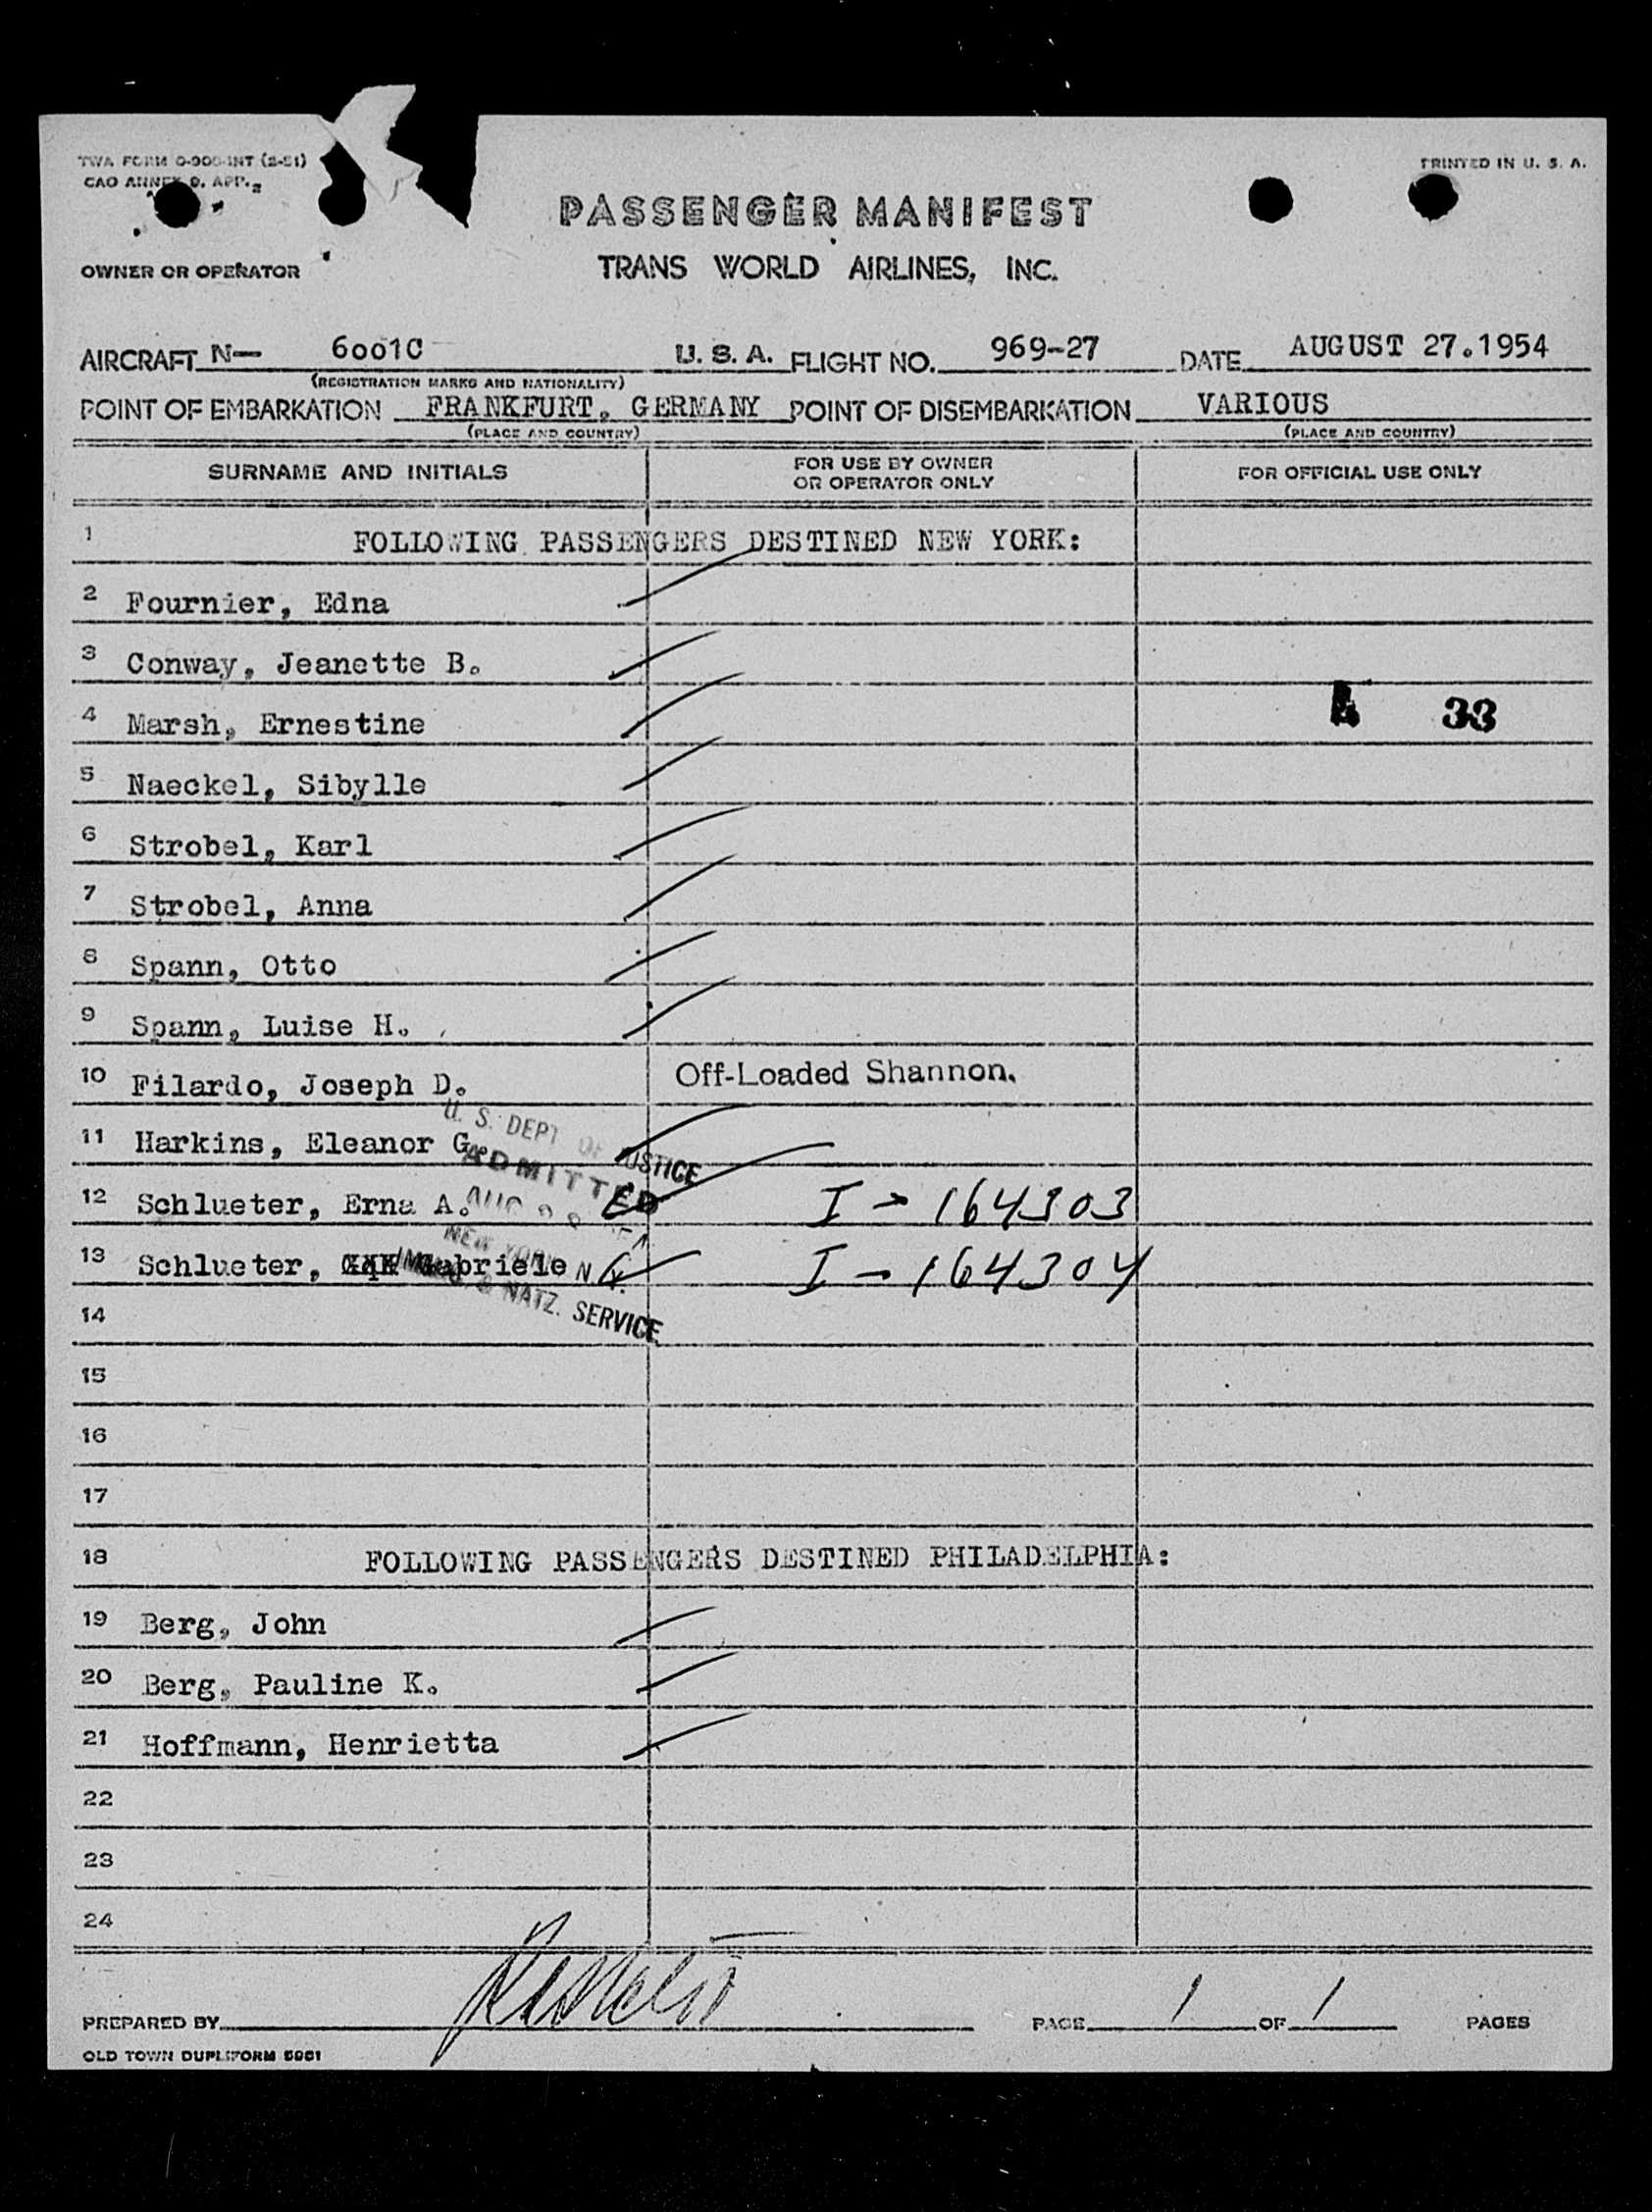 TWA FORM O-900-INT (2-51)
CAO ANNEX 9. APP. 2
PRINTED IN U. S. A.
PASSENGER MANIFEST
OWNER OR OPERATOR
TRANS WORLD AIRLINES, INC.
AIRCRAFT N— 6001C U. S. A. FLIGHT NO. 969-27 DATE AUGUST 27.1954
(REGISTRATION MARKS AND NATIONALITY)
POINT OF EMBARKATION FRANKFURT, GERMANY POINT OF DISEMBARKATION VARIOUS
(PLACE AND COUNTRY) (PLACE AND COUNTRY)
SURNAME AND INITIALS FOR USE BY OWNER OR OPERATOR ONLY FOR OFFICIAL USE ONLY
1 FOLLOWING PASSENGERS DESTINED NEW YORK:
2 Fournier, Edna
3 Conway, Jeanette B.
4 Marsh, Ernestine 33
5 Naeckel, Sibylle
6 Strobel, Karl
7 Strobel, Anna
8 Spann, Otto
9 Spann, Luise H.
10 Filardo, Joseph D. Off-Loaded Shannon.
11 Harkins, Eleanor G.
U. S. DEPT OF JUSTICE
ADMITTED
12 Schlueter, Erna A. I - 164303
AUG
NEW YORK, N. Y.
13 Schlueter, Gabriele I - 164304
IMMIG. & NATZ. SERVICE
14
15
16
17
18 FOLLOWING PASSENGERS DESTINED PHILADELPHIA:
19 Berg, John
20 Berg, Pauline K.
21 Hoffmann, Henrietta
22
23
24
PREPARED BY PAGE 1 OF 1 PAGES
OLD TOWN DUPLIFORM 5981